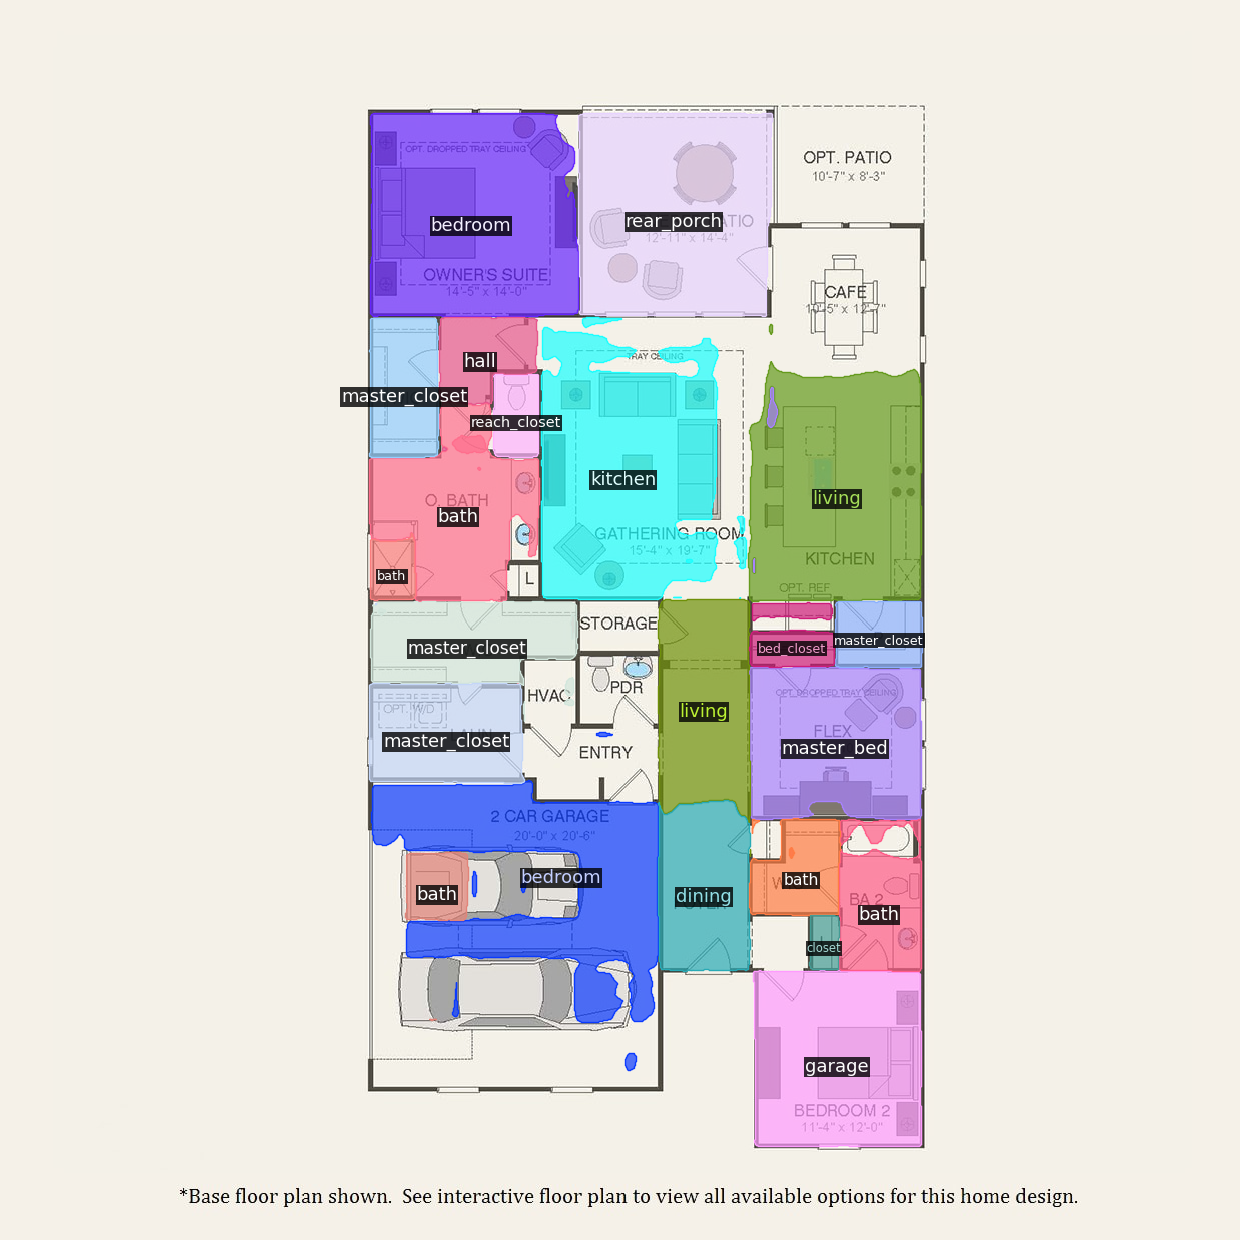 OPT. PATIO
10'-7" x 8'-3"
OPT. DROPPED TRAY CEILING
bedroom
rear_porch
ATIO
12'-11" x 14'-4"
OWNER'S SUITE
14'-5" x 14'-0"
CAFE
10'-5" x 12'-7"
hall
TRAY CEILING
master_closet
reach_closet
kitchen
living
O. BATH
bath
GATHERING ROOM
15'-4" x 19'-7"
KITCHEN
bath
L
OPT. REF
STORAGE
master_closet
bed_closet
master_closet
HVAC
PDR
OPT. DROPPED TRAY CEILING
OPT. W/D
living
FLEX
master_closet
ENTRY
master_bed
2 CAR GARAGE
20'-0" x 20'-6"
bedroom
bath
bath
dining
BA 2
bath
closet
garage
BEDROOM 2
11'-4" x 12'-0"
*Base floor plan shown.  See interactive floor plan to view all available options for this home design.